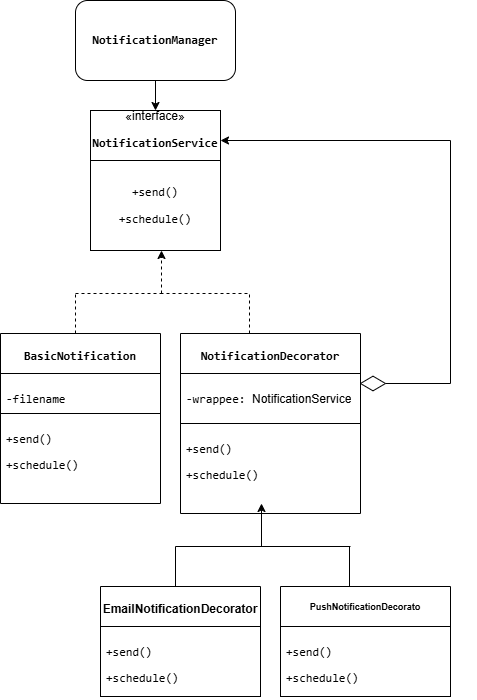 NotificationManager
«interface»
NotificationService
+send()
+schedule()
BasicNotification
-filename
+send()
+schedule()
NotificationDecorator
-wrappee: NotificationService
+send()
+schedule()
EmailNotificationDecorator
+send()
+schedule()
PushNotificationDecorato
+send()
+schedule()